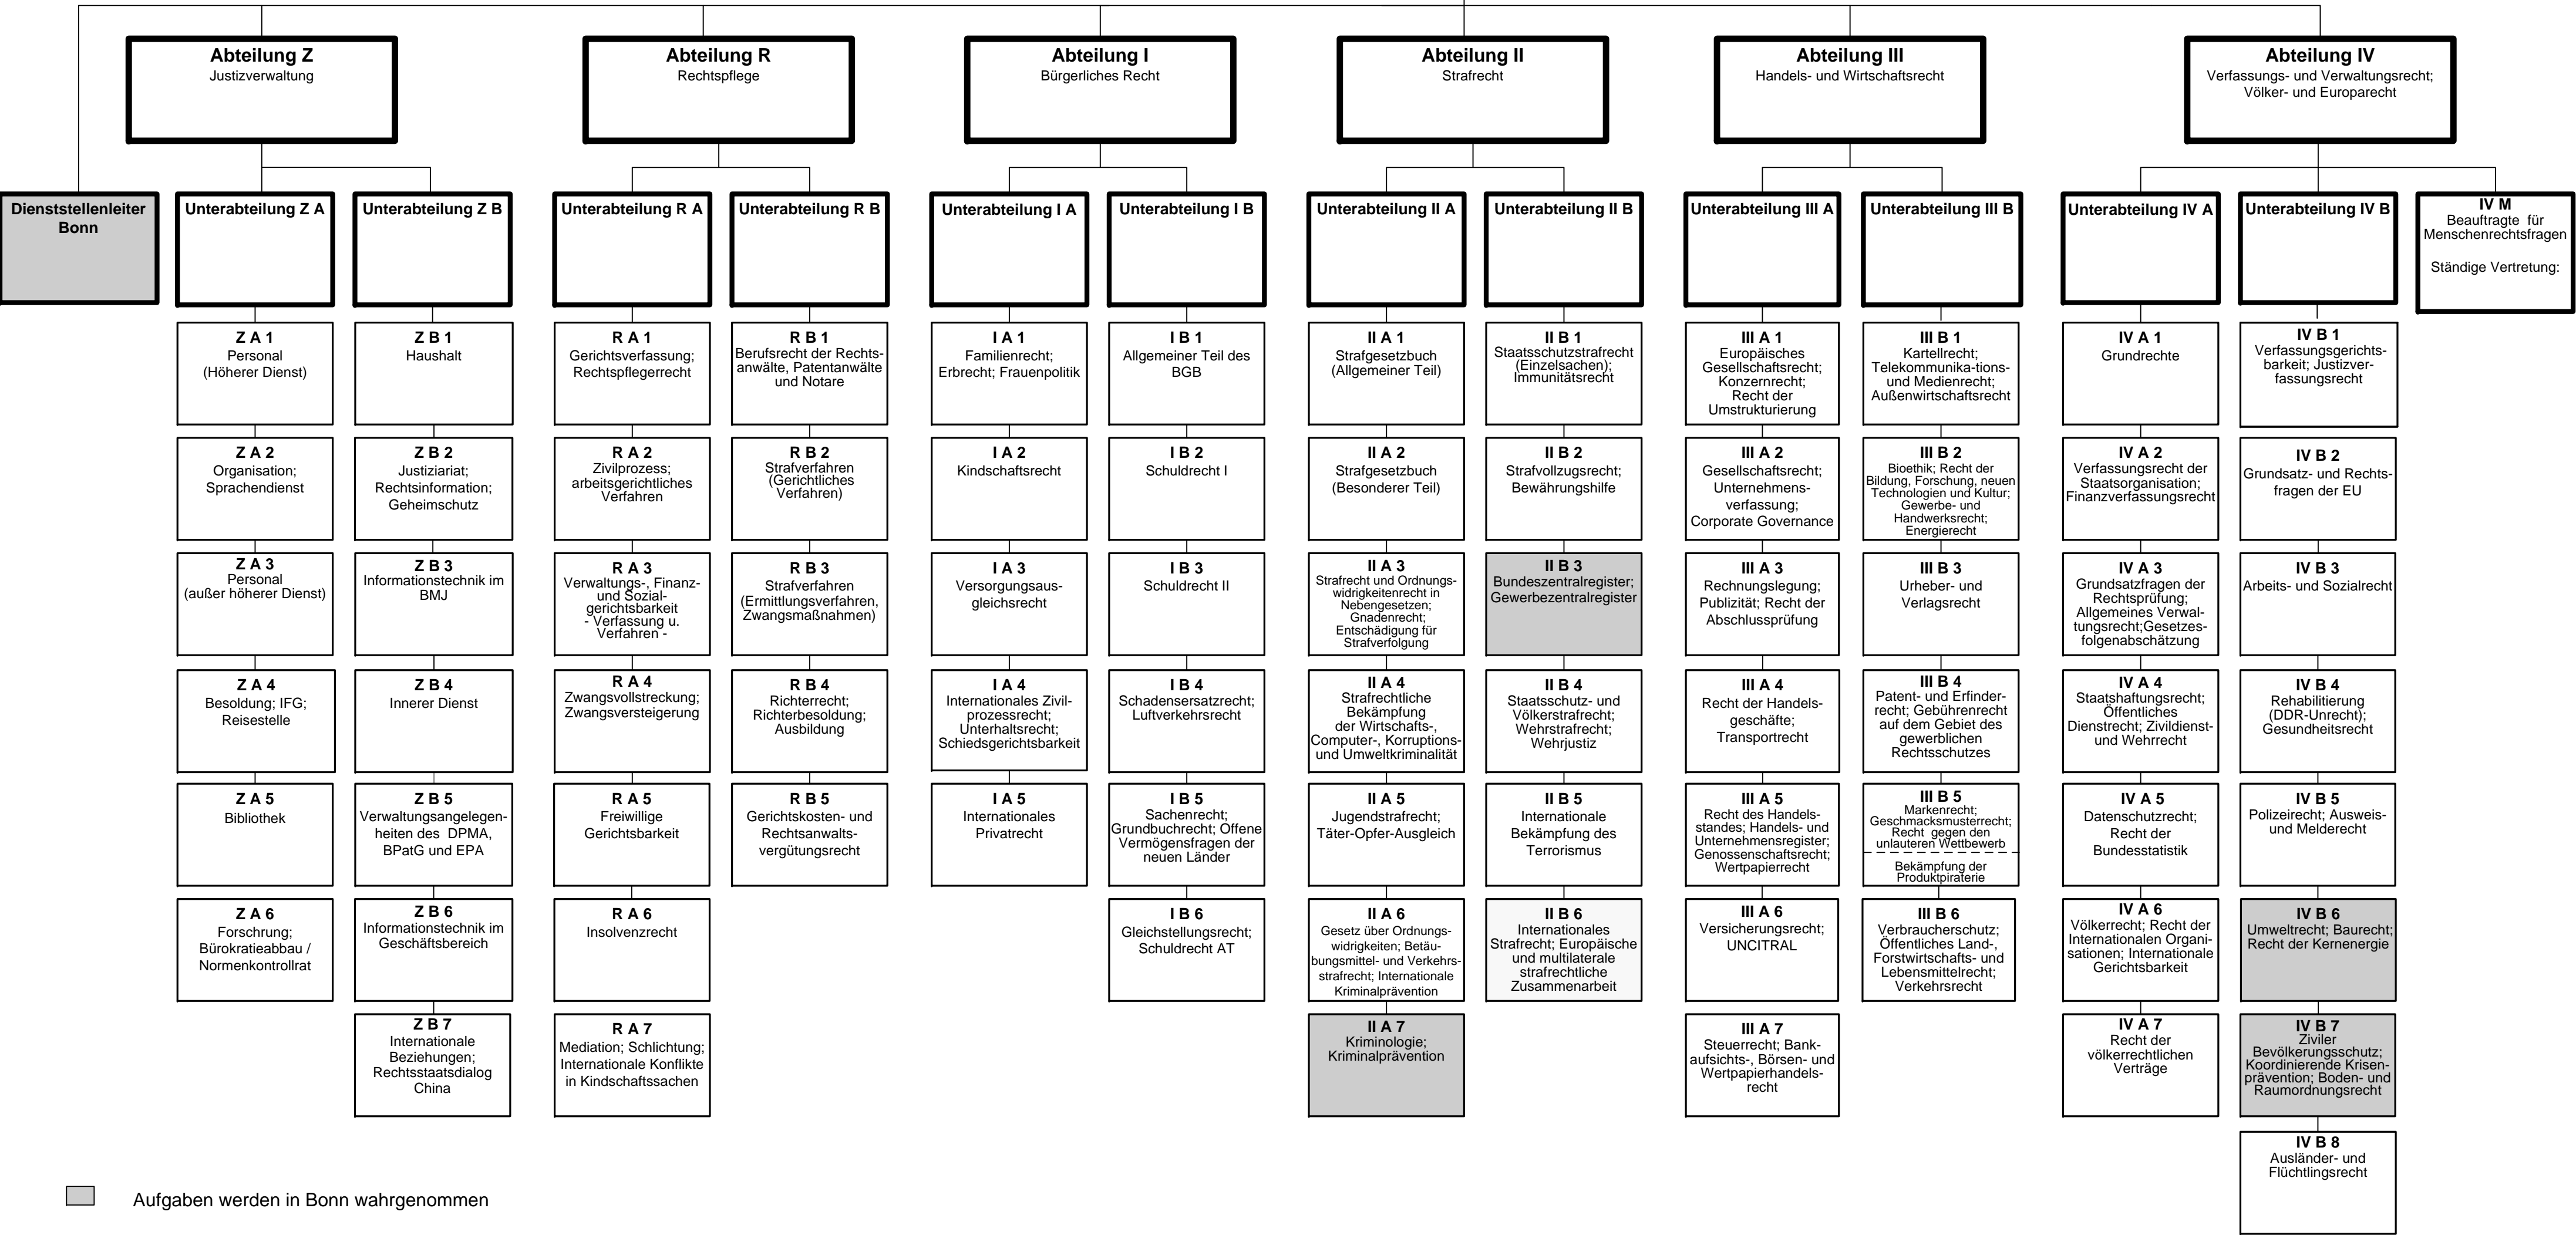 Abteilung Z
Justizverwaltung
Abteilung R
Rechtspflege
Abteilung I
Bürgerliches Recht
Abteilung II
Strafrecht
Abteilung III
Handels- und Wirtschaftsrecht
Abteilung IV
Verfassungs- und Verwaltungsrecht;
Völker- und Europarecht
Dienststellenleiter
Bonn
Unterabteilung Z A
Unterabteilung Z B
Unterabteilung R A
Unterabteilung R B
Unterabteilung I A
Unterabteilung I B
Unterabteilung II A
Unterabteilung II B
Unterabteilung III A
Unterabteilung III B
Unterabteilung IV A
Unterabteilung IV B
IV M
Beauftragte für
Menschenrechtsfragen
Ständige Vertretung:
Z A 1
Personal
(Höherer Dienst)
Z B 1
Haushalt
R A 1
Gerichtsverfassung;
Rechtspflegerrecht
R B 1
Berufsrecht der Rechts-
anwälte, Patentanwälte
und Notare
I A 1
Familienrecht;
Erbrecht; Frauenpolitik
I B 1
Allgemeiner Teil des
BGB
II A 1
Strafgesetzbuch
(Allgemeiner Teil)
II B 1
Staatsschutzstrafrecht
(Einzelsachen);
Immunitätsrecht
III A 1
Europäisches
Gesellschaftsrecht;
Konzernrecht;
Recht der
Umstrukturierung
III B 1
Kartellrecht;
Telekommunika-tions-
und Medienrecht;
Außenwirtschaftsrecht
IV A 1
Grundrechte
IV B 1
Verfassungsgerichts-
barkeit; Justizver-
fassungsrecht
Z A 2
Organisation;
Sprachendienst
Z B 2
Justiziariat;
Rechtsinformation;
Geheimschutz
R A 2
Zivilprozess;
arbeitsgerichtliches
Verfahren
R B 2
Strafverfahren
(Gerichtliches
Verfahren)
I A 2
Kindschaftsrecht
I B 2
Schuldrecht I
II A 2
Strafgesetzbuch
(Besonderer Teil)
II B 2
Strafvollzugsrecht;
Bewährungshilfe
III A 2
Gesellschaftsrecht;
Unternehmens-
verfassung;
Corporate Governance
III B 2
Bioethik; Recht der
Bildung, Forschung, neuen
Technologien und Kultur;
Gewerbe- und
Handwerksrecht;
Energierecht
IV A 2
Verfassungsrecht der
Staatsorganisation;
Finanzverfassungsrecht
IV B 2
Grundsatz- und Rechts-
fragen der EU
Z A 3
Personal
(außer höherer Dienst)
Z B 3
Informationstechnik im
BMJ
R A 3
Verwaltungs-, Finanz-
und Sozial-
gerichtsbarkeit
- Verfassung u.
Verfahren -
R B 3
Strafverfahren
(Ermittlungsverfahren,
Zwangsmaßnahmen)
I A 3
Versorgungsaus-
gleichsrecht
I B 3
Schuldrecht II
II A 3
Strafrecht und Ordnungs-
widrigkeitenrecht in
Nebengesetzen;
Gnadenrecht;
Entschädigung für
Strafverfolgung
II B 3
Bundeszentralregister;
Gewerbezentralregister
III A 3
Rechnungslegung;
Publizität; Recht der
Abschlussprüfung
III B 3
Urheber- und
Verlagsrecht
IV A 3
Grundsatzfragen der
Rechtsprüfung;
Allgemeines Verwal-
tungsrecht;Gesetzes-
folgenabschätzung
IV B 3
Arbeits- und Sozialrecht
Z A 4
Besoldung; IFG;
Reisestelle
Z B 4
Innerer Dienst
R A 4
Zwangsvollstreckung;
Zwangsversteigerung
R B 4
Richterrecht;
Richterbesoldung;
Ausbildung
I A 4
Internationales Zivil-
prozessrecht;
Unterhaltsrecht;
Schiedsgerichtsbarkeit
I B 4
Schadensersatzrecht;
Luftverkehrsrecht
II A 4
Strafrechtliche
Bekämpfung
der Wirtschafts-,
Computer-, Korruptions-
und Umweltkriminalität
II B 4
Staatsschutz- und
Völkerstrafrecht;
Wehrstrafrecht;
Wehrjustiz
III A 4
Recht der Handels-
geschäfte;
Transportrecht
III B 4
Patent- und Erfinder-
recht; Gebührenrecht
auf dem Gebiet des
gewerblichen
Rechtsschutzes
IV A 4
Staatshaftungsrecht;
Öffentliches
Dienstrecht; Zivildienst-
und Wehrrecht
IV B 4
Rehabilitierung
(DDR-Unrecht);
Gesundheitsrecht
Z A 5
Bibliothek
Z B 5
Verwaltungsangelegen-
heiten des DPMA,
BPatG und EPA
R A 5
Freiwillige
Gerichtsbarkeit
R B 5
Gerichtskosten- und
Rechtsanwalts-
vergütungsrecht
I A 5
Internationales
Privatrecht
I B 5
Sachenrecht;
Grundbuchrecht; Offene
Vermögensfragen der
neuen Länder
II A 5
Jugendstrafrecht;
Täter-Opfer-Ausgleich
II B 5
Internationale
Bekämpfung des
Terrorismus
III A 5
Recht des Handels-
standes; Handels- und
Unternehmensregister;
Genossenschaftsrecht;
Wertpapierrecht
III B 5
Markenrecht;
Geschmacksmusterrecht;
Recht gegen den
unlauteren Wettbewerb
Bekämpfung der
Produktpiraterie
IV A 5
Datenschutzrecht;
Recht der
Bundesstatistik
IV B 5
Polizeirecht; Ausweis-
und Melderecht
Z A 6
Forschrung;
Bürokratieabbau /
Normenkontrollrat
Z B 6
Informationstechnik im
Geschäftsbereich
R A 6
Insolvenzrecht
I B 6
Gleichstellungsrecht;
Schuldrecht AT
II A 6
Gesetz über Ordnungs-
widrigkeiten; Betäu-
bungsmittel- und Verkehrs-
strafrecht; Internationale
Kriminalprävention
II B 6
Internationales
Strafrecht; Europäische
und multilaterale
strafrechtliche
Zusammenarbeit
III A 6
Versicherungsrecht;
UNCITRAL
III B 6
Verbraucherschutz;
Öffentliches Land-,
Forstwirtschafts- und
Lebensmittelrecht;
Verkehrsrecht
IV A 6
Völkerrecht; Recht der
Internationalen Organi-
sationen; Internationale
Gerichtsbarkeit
IV B 6
Umweltrecht; Baurecht;
Recht der Kernenergie
Z B 7
Internationale
Beziehungen;
Rechtsstaatsdialog
China
R A 7
Mediation; Schlichtung;
Internationale Konflikte
in Kindschaftssachen
II A 7
Kriminologie;
Kriminalprävention
III A 7
Steuerrecht; Bank-
aufsichts-, Börsen- und
Wertpapierhandels-
recht
IV A 7
Recht der
völkerrechtlichen
Verträge
IV B 7
Ziviler
Bevölkerungsschutz;
Koordinierende Krisen-
prävention; Boden- und
Raumordnungsrecht
IV B 8
Ausländer- und
Flüchtlingsrecht
Aufgaben werden in Bonn wahrgenommen